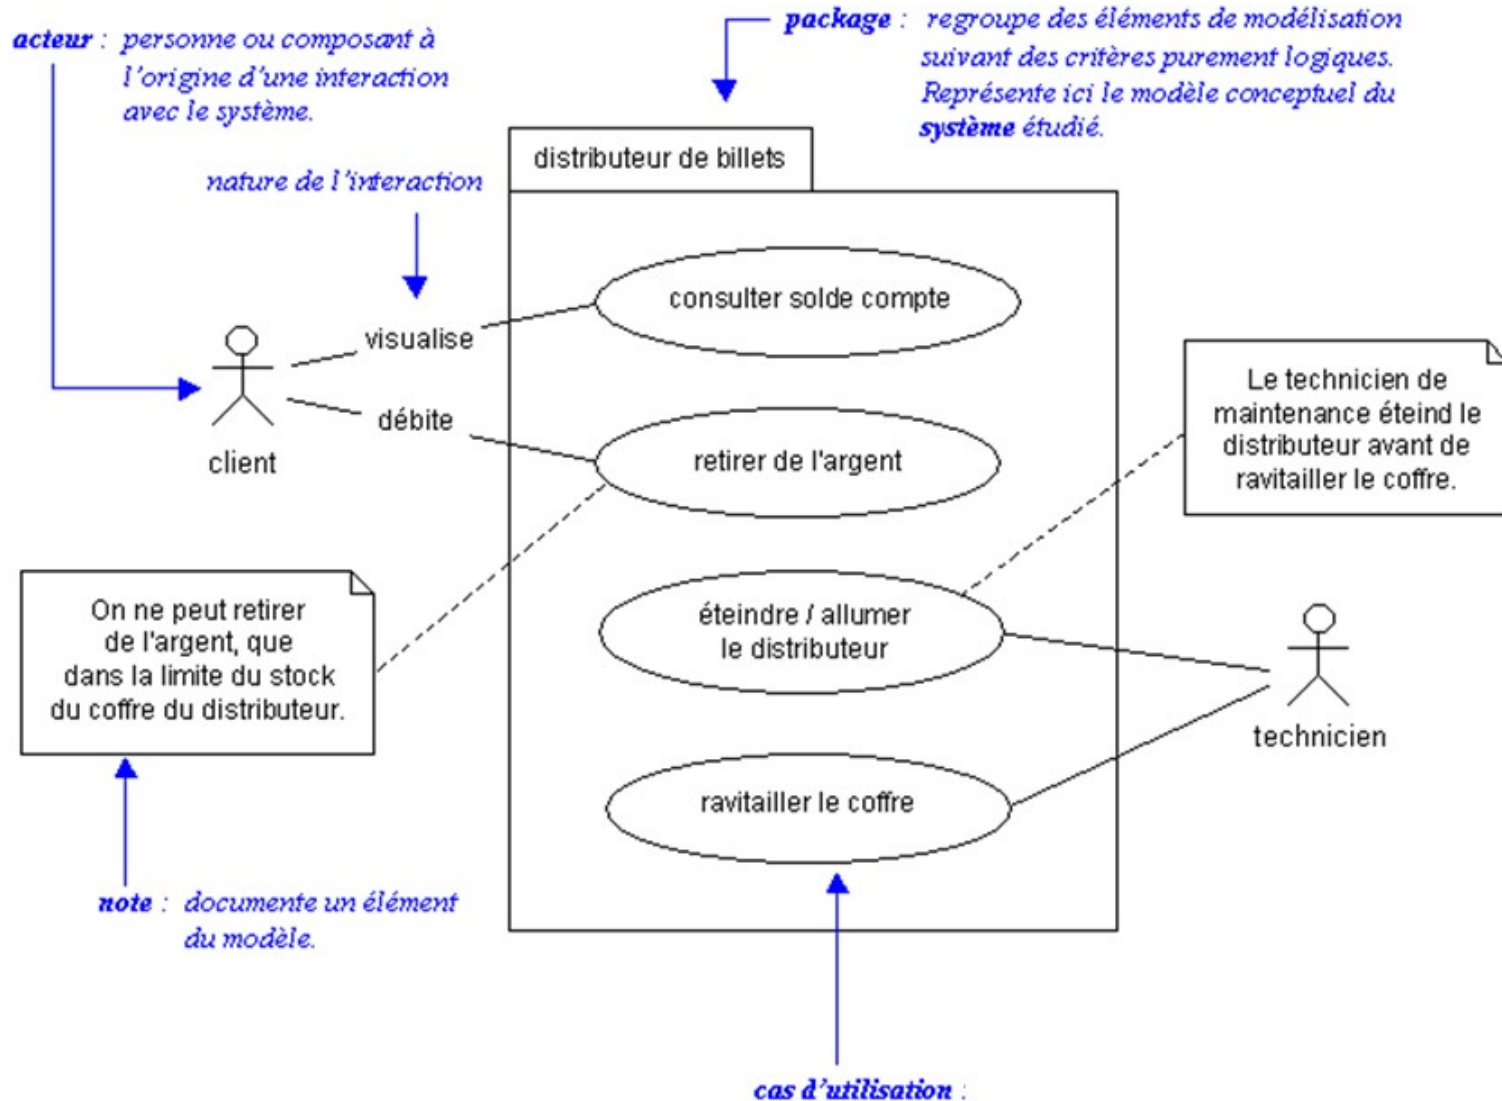 acteur : personne ou composant à
l'origine d'une interaction
avec le système.
package : regroupe des éléments de modélisation
suivant des critères purement logiques.
Représente ici le modèle conceptuel du
système étudié.
nature de l'interaction
distributeur de billets
consulter solde compte
visualise
débite
client
retirer de l'argent
Le technicien de
maintenance éteind le
distributeur avant de
ravitailler le coffre.
On ne peut retirer
de l'argent, que
dans la limite du stock
du coffre du distributeur.
éteindre / allumer
le distributeur
technicien
ravitailler le coffre
note : documente un élément
du modèle.
cas d'utilisation :